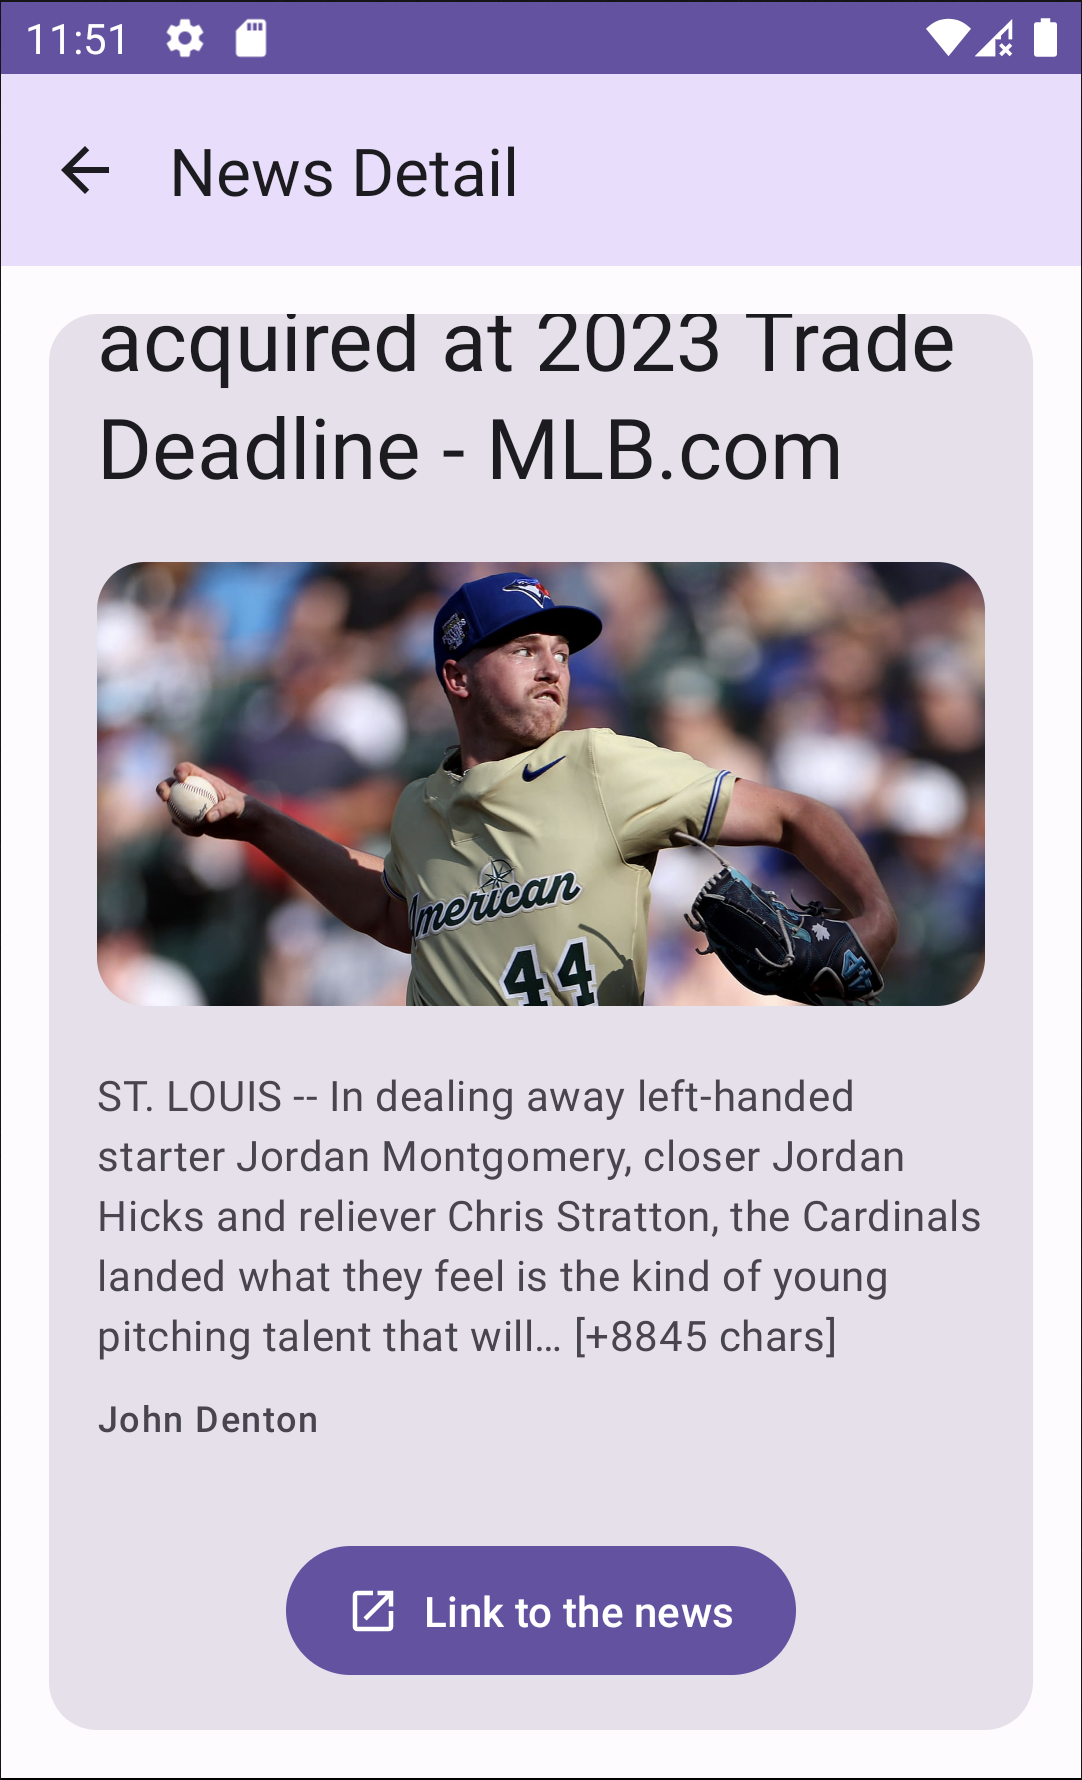 11:51
News Detail
acquired at 2023 Trade
Deadline - MLB.com
American
44
44
ST. LOUIS -- In dealing away left-handed
starter Jordan Montgomery, closer Jordan
Hicks and reliever Chris Stratton, the Cardinals
landed what they feel is the kind of young
pitching talent that will… [+8845 chars]
John Denton
Link to the news